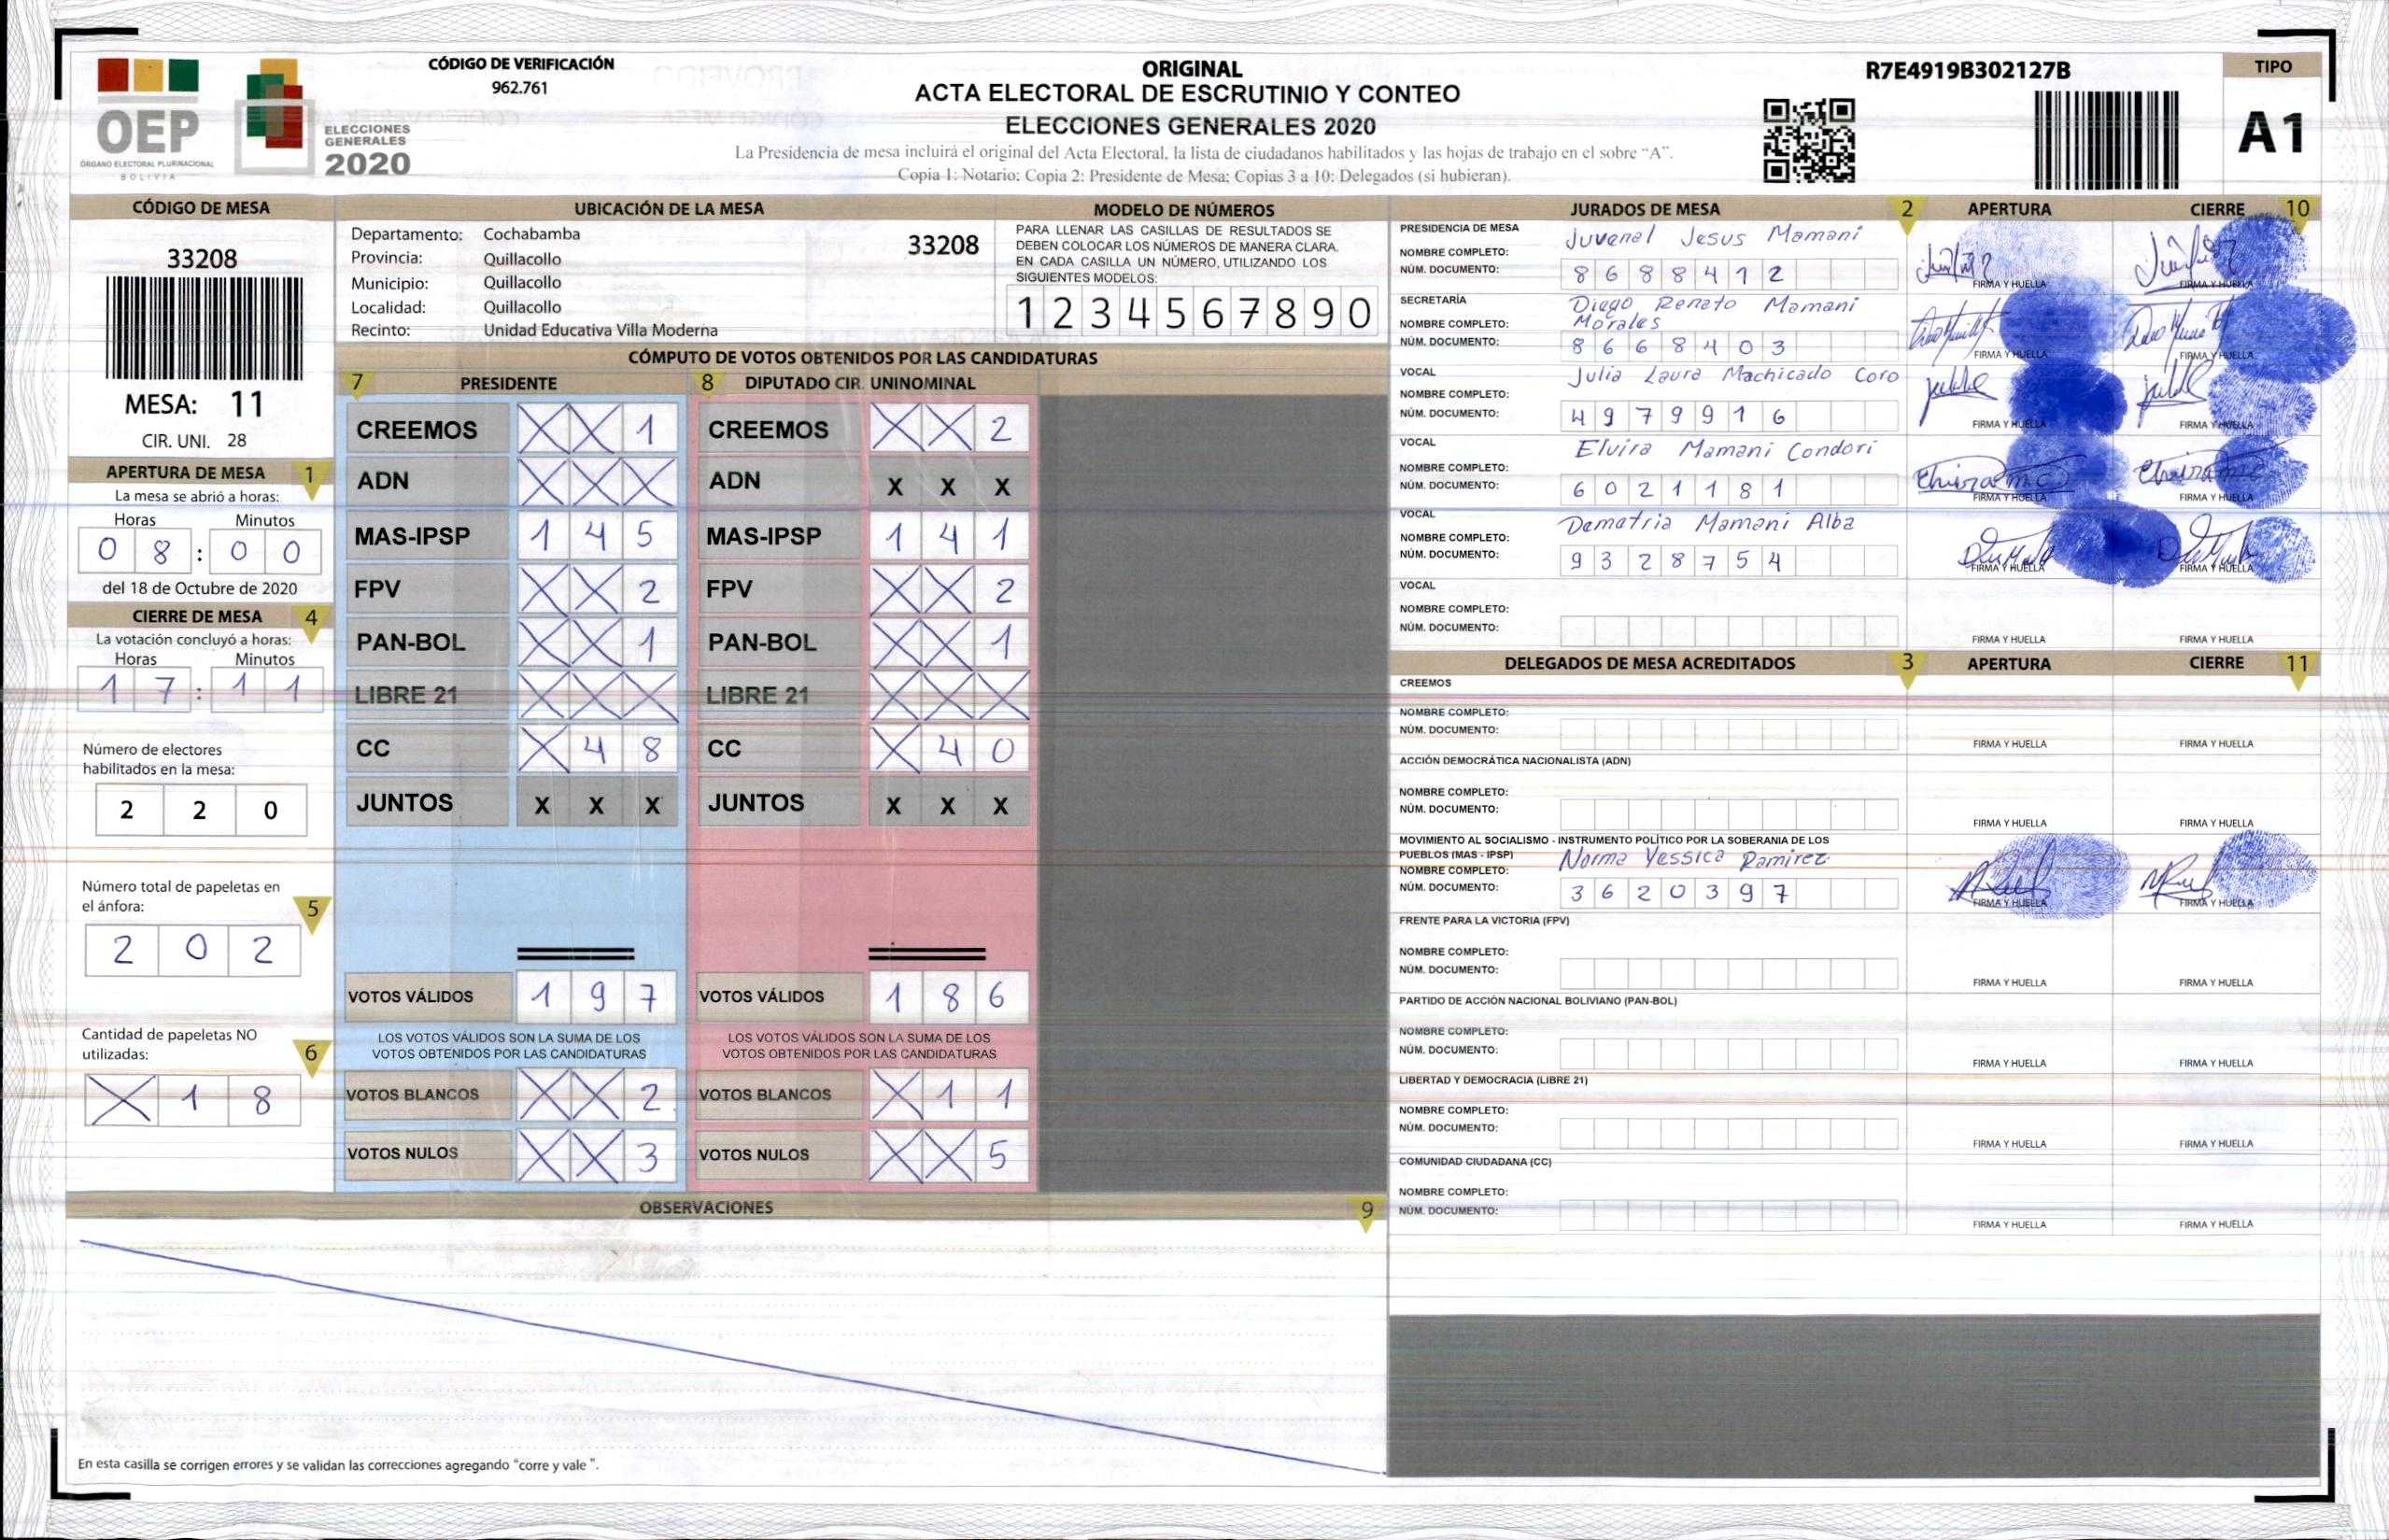 CÓDIGO DE VERIFICACIÓN
962.761
OEP
ÓRGANO ELECTORAL PLURINACIONAL
BOLIVIA
ELECCIONES
GENERALES
2020
ORIGINAL
ACTA ELECTORAL DE ESCRUTINIO Y CONTEO
ELECCIONES GENERALES 2020
La Presidencia de mesa incluirá el original del Acta Electoral, la lista de ciudadanos habilitados y las hojas de trabajo en el sobre “A”.
Copia 1: Notario; Copia 2: Presidente de Mesa; Copias 3 a 10: Delegados (si hubieran).
R7E4919B302127B
TIPO
A1
CÓDIGO DE MESA
33208
MESA: 11
CIR. UNI. 28
APERTURA DE MESA 1
La mesa se abrió a horas:
Horas Minutos
0 8 : 0 0
del 18 de Octubre de 2020
CIERRE DE MESA 4
La votación concluyó a horas:
Horas Minutos
1 7 : 1 1
Número de electores
habilitados en la mesa:
2 2 0
Número total de papeletas en
el ánfora: 5
2 0 2
Cantidad de papeletas NO
utilizadas: 6
X 1 8
UBICACIÓN DE LA MESA
Departamento: Cochabamba 33208
Provincia: Quillacollo
Municipio: Quillacollo
Localidad: Quillacollo
Recinto: Unidad Educativa Villa Moderna
MODELO DE NÚMEROS
PARA LLENAR LAS CASILLAS DE RESULTADOS SE
DEBEN COLOCAR LOS NÚMEROS DE MANERA CLARA.
EN CADA CASILLA UN NÚMERO, UTILIZANDO LOS
SIGUIENTES MODELOS:
1 2 3 4 5 6 7 8 9 0
CÓMPUTO DE VOTOS OBTENIDOS POR LAS CANDIDATURAS
7 PRESIDENTE 8 DIPUTADO CIR. UNINOMINAL
CREEMOS X X 1 CREEMOS X X 2
ADN X X X ADN X X X
MAS-IPSP 1 4 5 MAS-IPSP 1 4 1
FPV X X 2 FPV X X 2
PAN-BOL X X 1 PAN-BOL X X 1
LIBRE 21 X X X LIBRE 21 X X X
CC X 4 8 CC X 4 0
JUNTOS X X X JUNTOS X X X
VOTOS VÁLIDOS 1 9 7 VOTOS VÁLIDOS 1 8 6
LOS VOTOS VÁLIDOS SON LA SUMA DE LOS LOS VOTOS VÁLIDOS SON LA SUMA DE LOS
VOTOS OBTENIDOS POR LAS CANDIDATURAS VOTOS OBTENIDOS POR LAS CANDIDATURAS
VOTOS BLANCOS X X 2 VOTOS BLANCOS X 1 1
VOTOS NULOS X X 3 VOTOS NULOS X X 5
OBSERVACIONES 9
En esta casilla se corrigen errores y se validan las correcciones agregando “corre y vale ”.
JURADOS DE MESA 2 APERTURA CIERRE 10
PRESIDENCIA DE MESA
NOMBRE COMPLETO: Juvenal Jesus Mamani
NÚM. DOCUMENTO: 8 6 8 8 4 1 2
FIRMA Y HUELLA FIRMA Y HUELLA
SECRETARÍA
NOMBRE COMPLETO: Diego Renato Mamani
Morales
NÚM. DOCUMENTO: 8 6 6 8 4 0 3
FIRMA Y HUELLA FIRMA Y HUELLA
VOCAL
NOMBRE COMPLETO: Julia Laura Machicado Coro
NÚM. DOCUMENTO: 4 9 7 9 9 1 6
FIRMA Y HUELLA FIRMA Y HUELLA
VOCAL
NOMBRE COMPLETO: Elvira Mamani Condori
NÚM. DOCUMENTO: 6 0 2 1 1 8 1
FIRMA Y HUELLA FIRMA Y HUELLA
VOCAL
NOMBRE COMPLETO: Dematria Mamani Alba
NÚM. DOCUMENTO: 9 3 2 8 7 5 4
FIRMA Y HUELLA FIRMA Y HUELLA
VOCAL
NOMBRE COMPLETO:
NÚM. DOCUMENTO:
FIRMA Y HUELLA FIRMA Y HUELLA
DELEGADOS DE MESA ACREDITADOS 3 APERTURA CIERRE 11
CREEMOS
NOMBRE COMPLETO:
NÚM. DOCUMENTO:
FIRMA Y HUELLA FIRMA Y HUELLA
ACCIÓN DEMOCRÁTICA NACIONALISTA (ADN)
NOMBRE COMPLETO:
NÚM. DOCUMENTO:
FIRMA Y HUELLA FIRMA Y HUELLA
MOVIMIENTO AL SOCIALISMO - INSTRUMENTO POLÍTICO POR LA SOBERANIA DE LOS
PUEBLOS (MAS - IPSP)
NOMBRE COMPLETO: Norma Yessica Ramirez
NÚM. DOCUMENTO: 3 6 2 0 3 9 7
FIRMA Y HUELLA FIRMA Y HUELLA
FRENTE PARA LA VICTORIA (FPV)
NOMBRE COMPLETO:
NÚM. DOCUMENTO:
FIRMA Y HUELLA FIRMA Y HUELLA
PARTIDO DE ACCIÓN NACIONAL BOLIVIANO (PAN-BOL)
NOMBRE COMPLETO:
NÚM. DOCUMENTO:
FIRMA Y HUELLA FIRMA Y HUELLA
LIBERTAD Y DEMOCRACIA (LIBRE 21)
NOMBRE COMPLETO:
NÚM. DOCUMENTO:
FIRMA Y HUELLA FIRMA Y HUELLA
COMUNIDAD CIUDADANA (CC)
NOMBRE COMPLETO:
NÚM. DOCUMENTO:
FIRMA Y HUELLA FIRMA Y HUELLA